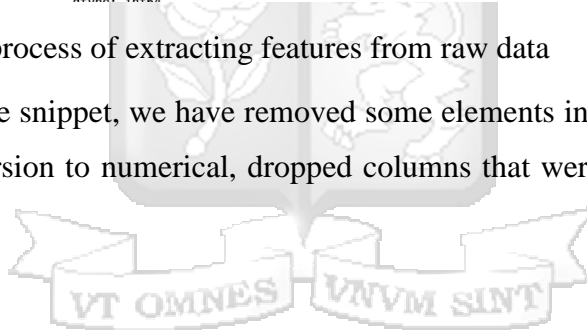 process of extracting features from raw data
e snippet, we have removed some elements in
rsion to numerical, dropped columns that wer
VT OMNES VNVM SINT